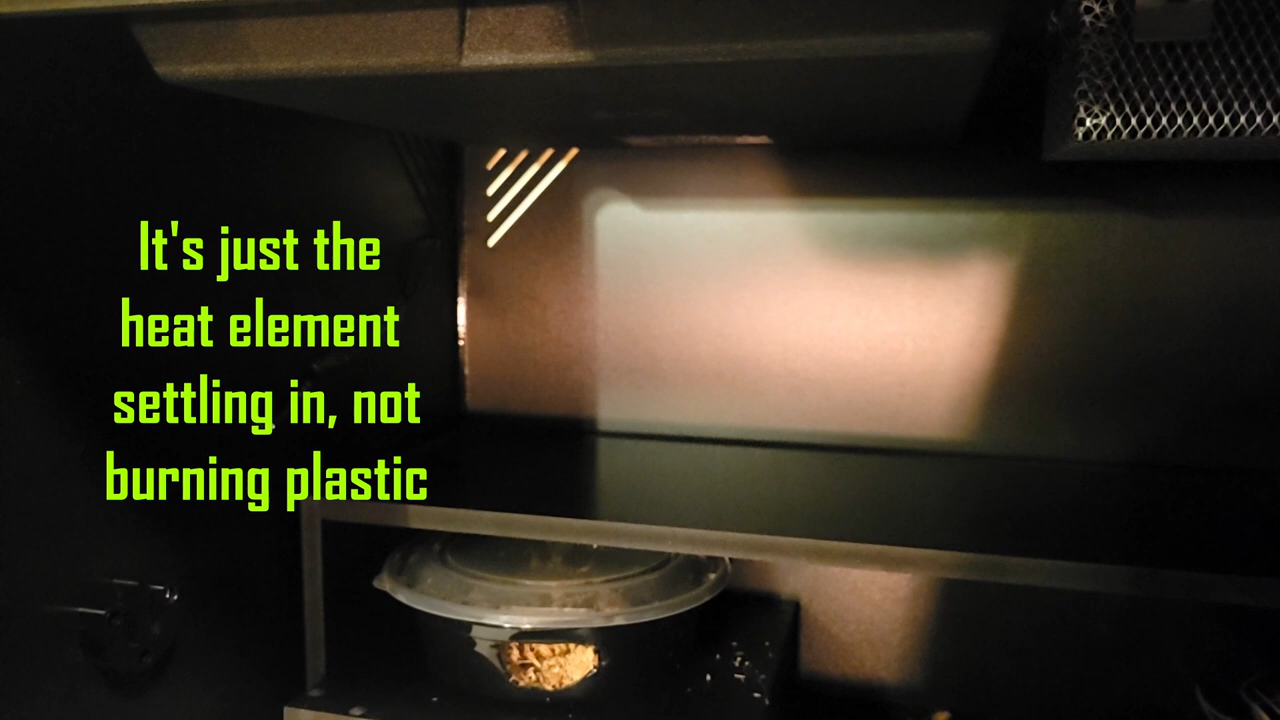 It's just the
heat element
settling in, not
burning plastic